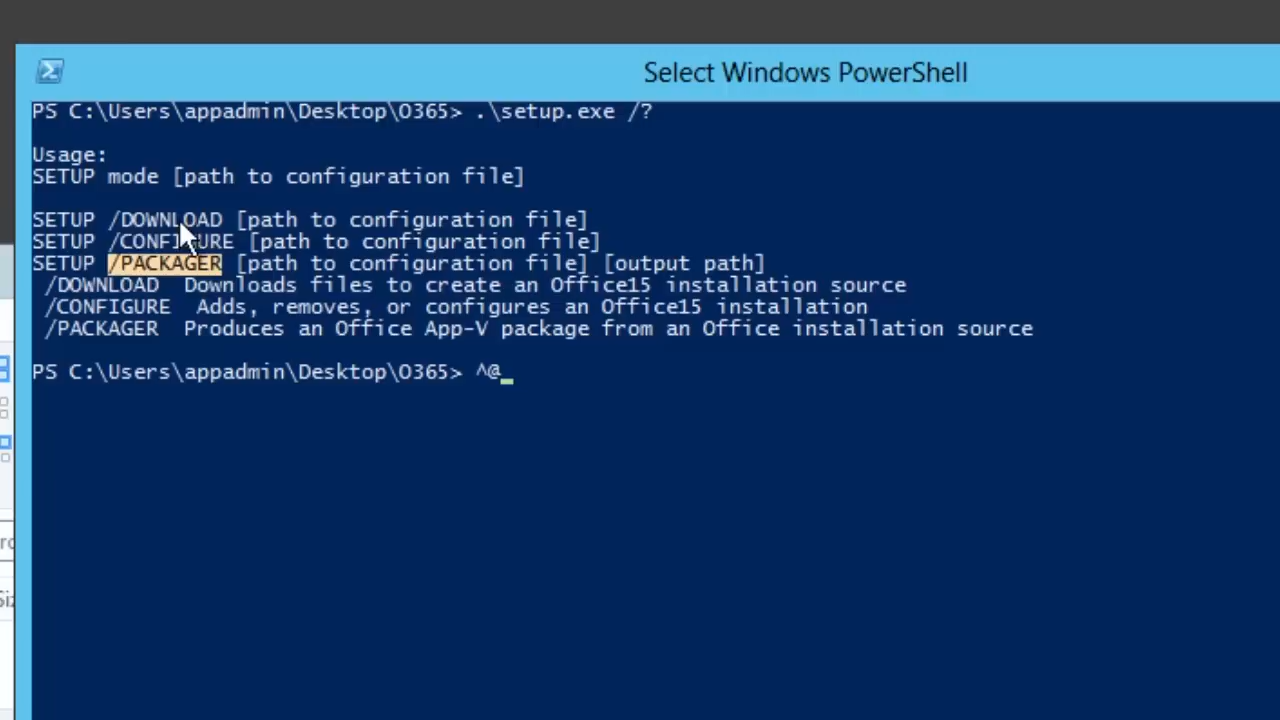 Select Windows PowerShell
PS C:\Users\appadmin\Desktop\O365> .\setup.exe /?
Usage:
SETUP mode [path to configuration file]
SETUP /DOWNLOAD [path to configuration file]
SETUP /CONFIGURE [path to configuration file]
SETUP /PACKAGER [path to configuration file] [output path]
/DOWNLOAD Downloads files to create an Office15 installation source
/CONFIGURE Adds, removes, or configures an Office15 installation
/PACKAGER Produces an Office App-V package from an Office installation source
PS C:\Users\appadmin\Desktop\O365> ^@